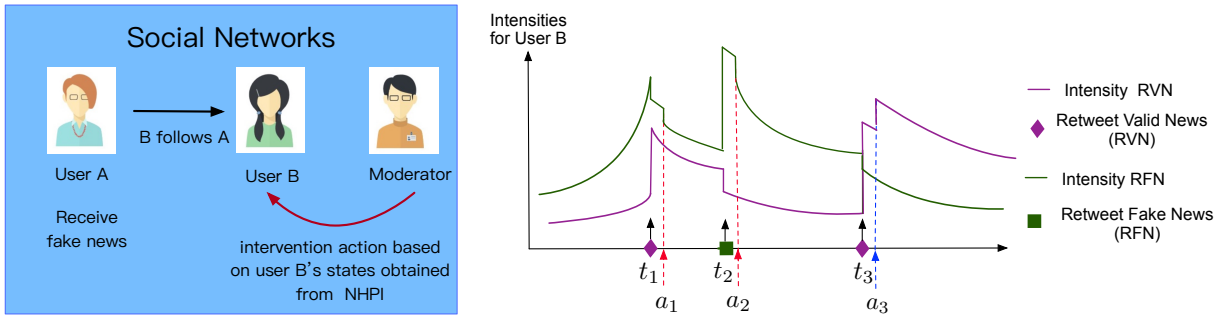 Social Networks
B follows A
User A
User B
Moderator
Receive
fake news
intervention action based
on user B's states obtained
from NHPI
Intensities
for User B
t1
t2
t3
a1
a2
a3
Intensity RVN
Retweet Valid News
(RVN)
Intensity RFN
Retweet Fake News
(RFN)